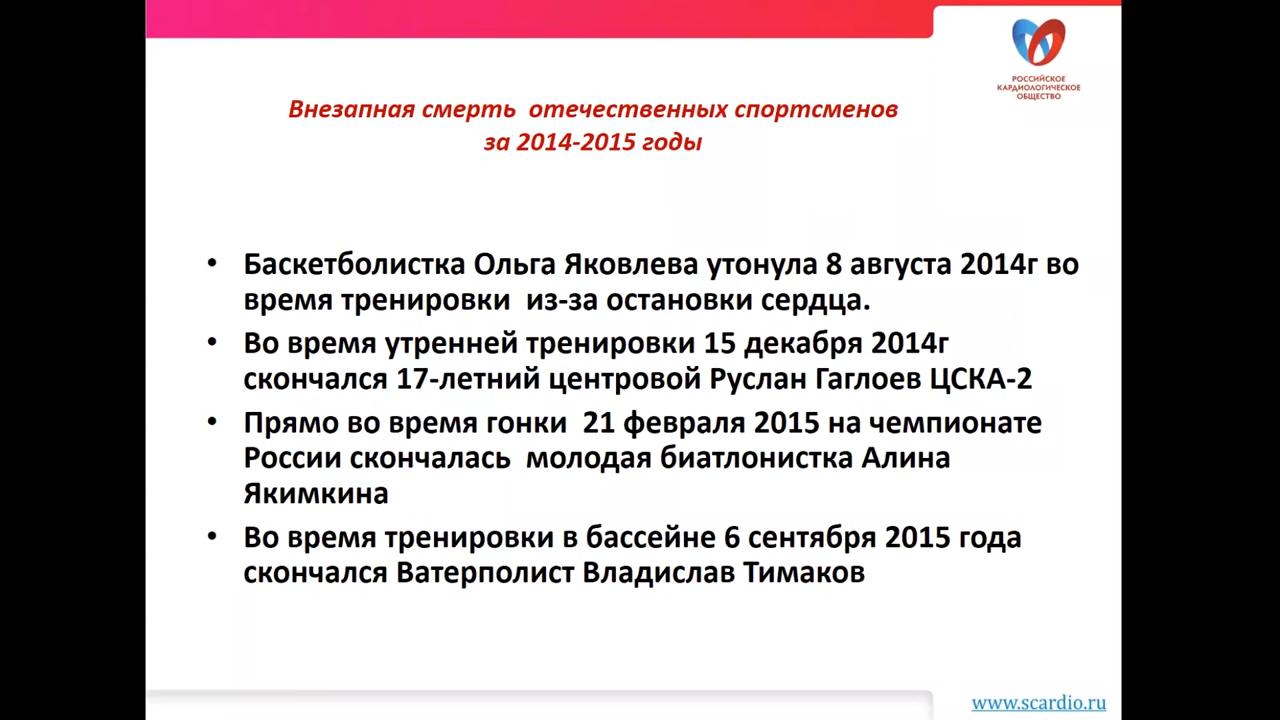 РОССИЙСКОЕ
КАРДИОЛОГИЧЕСКОЕ
ОБЩЕСТВО
Внезапная смерть отечественных спортсменов
за 2014-2015 годы
• Баскетболистка Ольга Яковлева утонула 8 августа 2014г во
время тренировки из-за остановки сердца.
• Во время утренней тренировки 15 декабря 2014г
скончался 17-летний центровой Руслан Гаглоев ЦСКА-2
• Прямо во время гонки 21 февраля 2015 на чемпионате
России скончалась молодая биатлонистка Алина
Якимкина
• Во время тренировки в бассейне 6 сентября 2015 года
скончался Ватерполист Владислав Тимаков
www.scardio.ru